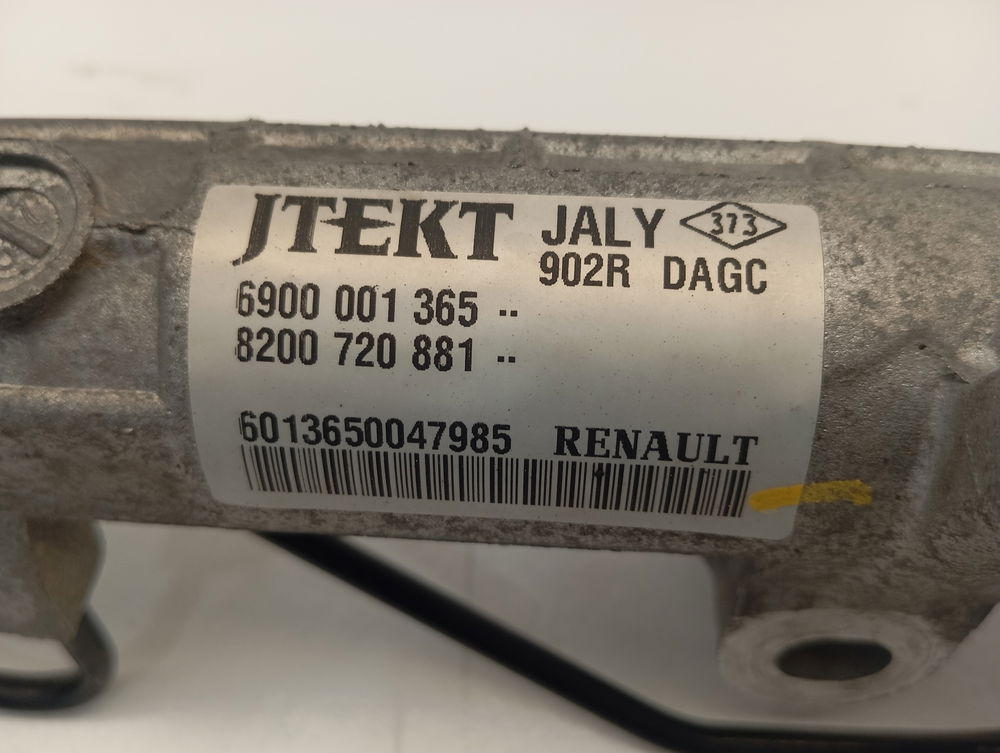 JTEKT JALY 373
902R DAGC
6900 001 365 ..
8200 720 881 ..
6013650047985 RENAULT